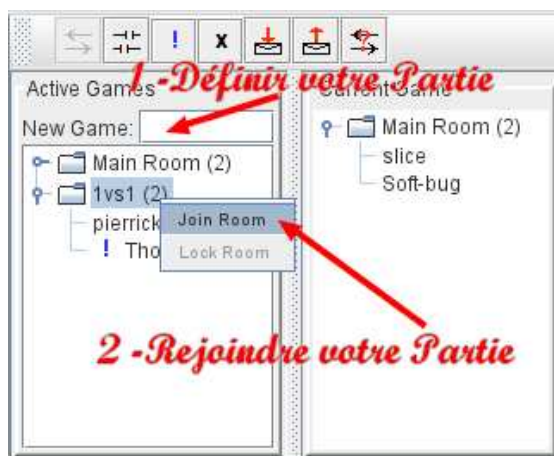 ! x ?
1 -Définir votre Partie
Active Games
Current Game
New Game:
Main Room (2)
1vs1 (2)
pierrick
! Tho
Join Room
Lock Room
Main Room (2)
slice
Soft-bug
2 -Rejoindre votre Partie